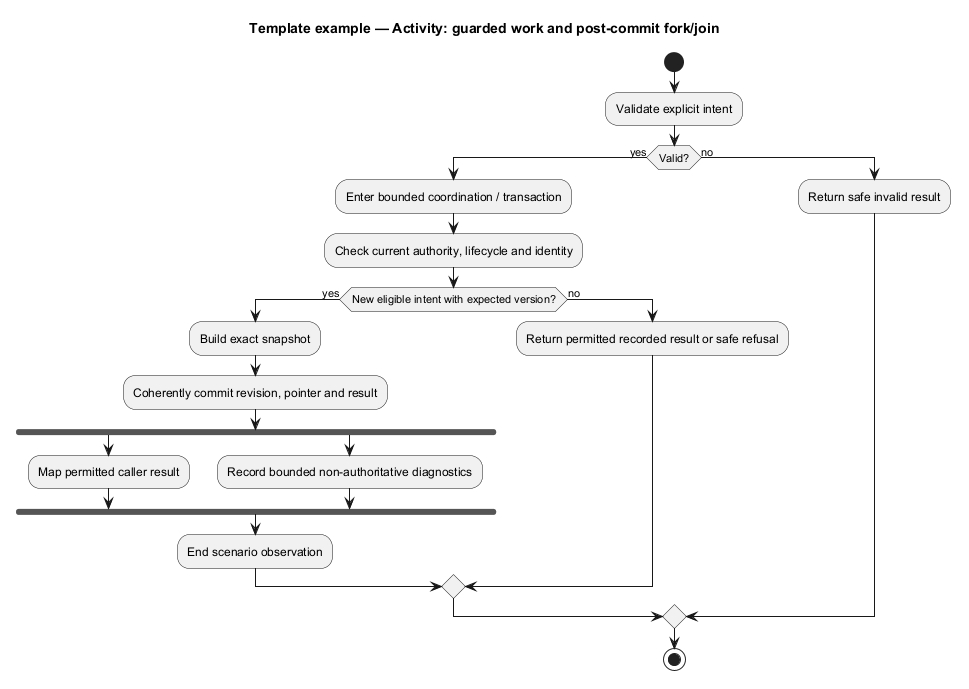 Template example — Activity: guarded work and post-commit fork/join
Validate explicit intent
yes
Valid?
no
Enter bounded coordination / transaction
Return safe invalid result
Check current authority, lifecycle and identity
yes
New eligible intent with expected version?
no
Build exact snapshot
Return permitted recorded result or safe refusal
Coherently commit revision, pointer and result
Map permitted caller result
Record bounded non-authoritative diagnostics
End scenario observation